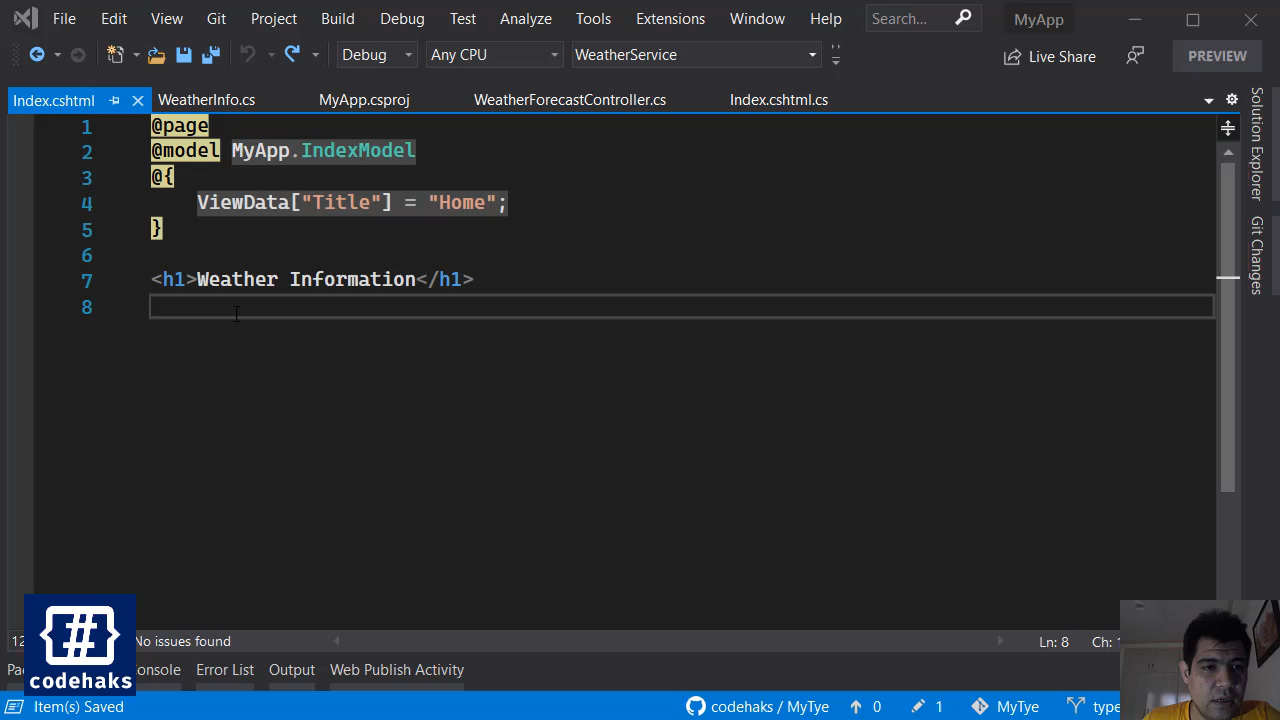 File Edit View Git Project Build Debug Test Analyze Tools Extensions Window Help Search... MyApp
Debug Any CPU WeatherService Live Share PREVIEW
Index.cshtml WeatherInfo.cs MyApp.csproj WeatherForecastController.cs Index.cshtml.cs
Solution Explorer
Git Changes
1 @page
2 @model MyApp.IndexModel
3 @{
4 ViewData["Title"] = "Home";
5 }
6
7 <h1>Weather Information</h1>
8
No issues found Ln: 8 Ch:
{#}
codehaks
onsole Error List Output Web Publish Activity
Item(s) Saved codehaks / MyTye 0 1 MyTye type